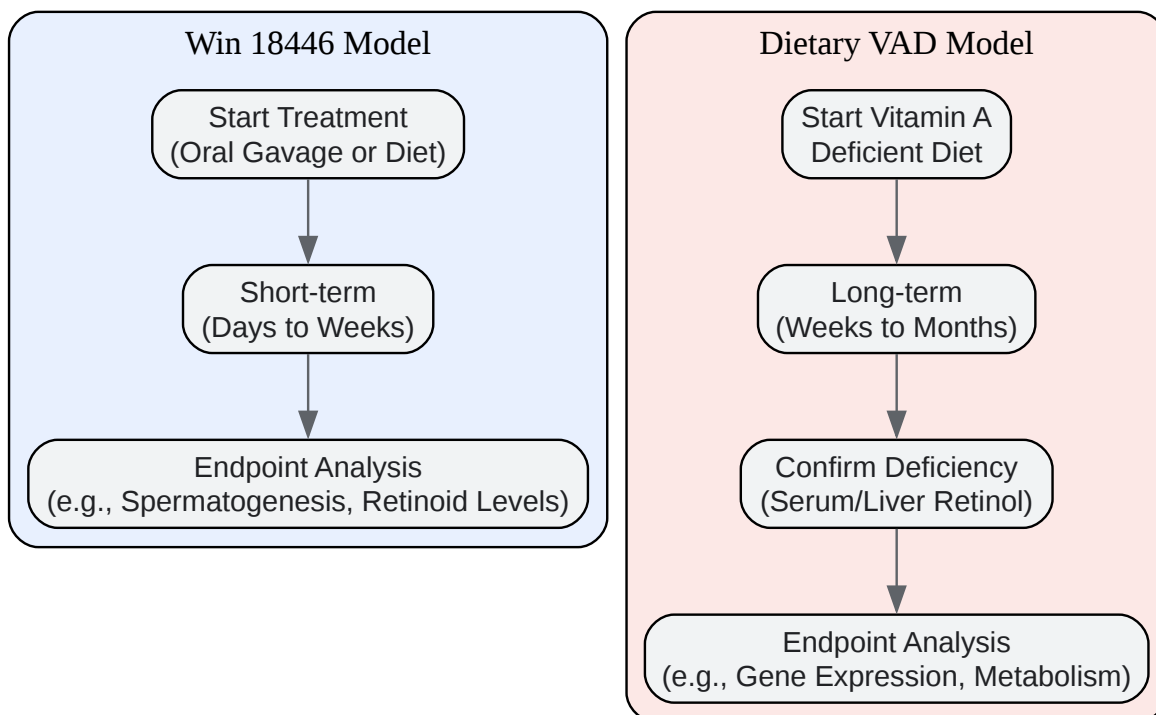 Win 18446 Model
Start Treatment
(Oral Gavage or Diet)
Short-term
(Days to Weeks)
Endpoint Analysis
(e.g., Spermatogenesis, Retinoid Levels)
Dietary VAD Model
Start Vitamin A
Deficient Diet
Long-term
(Weeks to Months)
Confirm Deficiency
(Serum/Liver Retinol)
Endpoint Analysis
(e.g., Gene Expression, Metabolism)